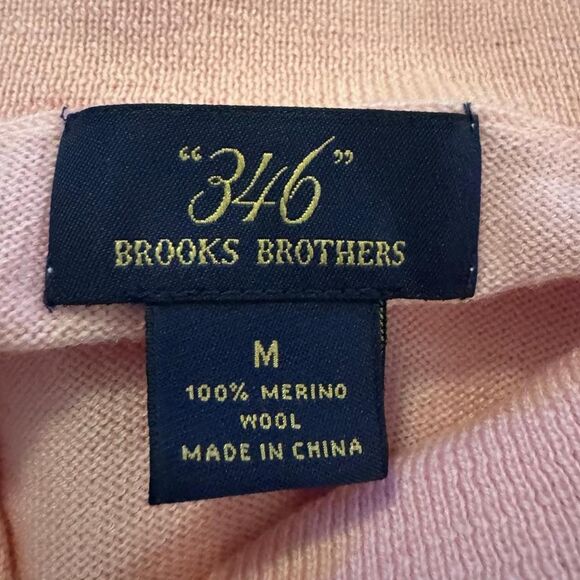 “346”
BROOKS BROTHERS
M
100% MERINO
WOOL
MADE IN CHINA